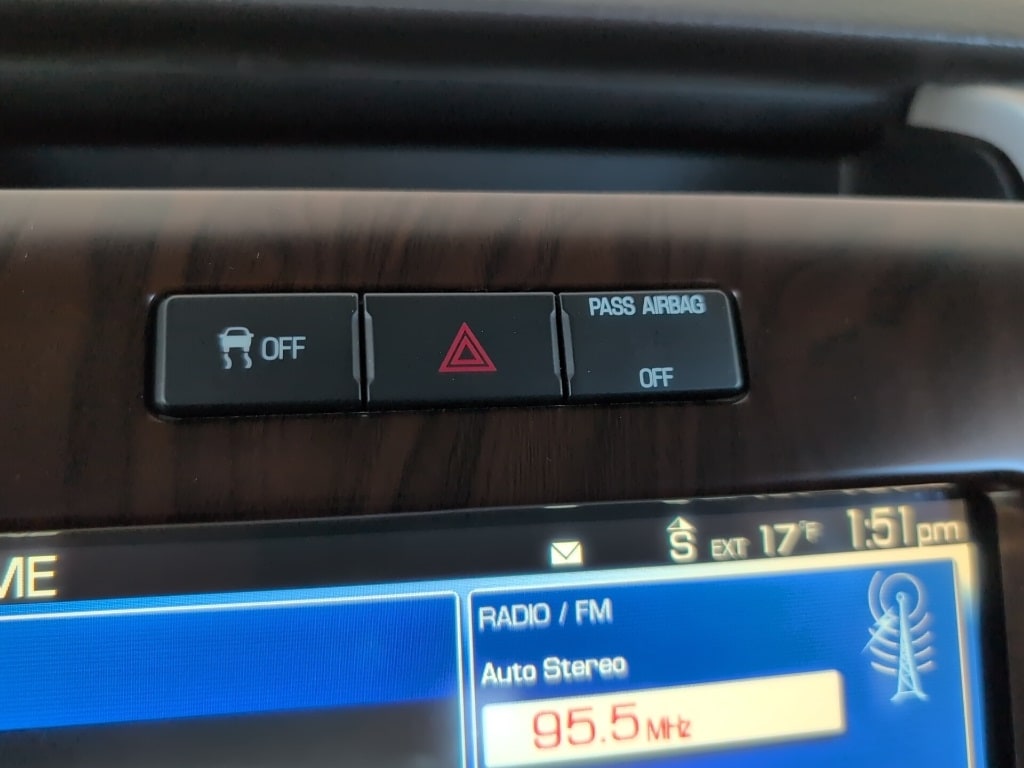 OFF
PASS AIRBAG
OFF
ME
S EXT 17°F 1:51pm
RADIO / FM
Auto Stereo
95.5 MHz